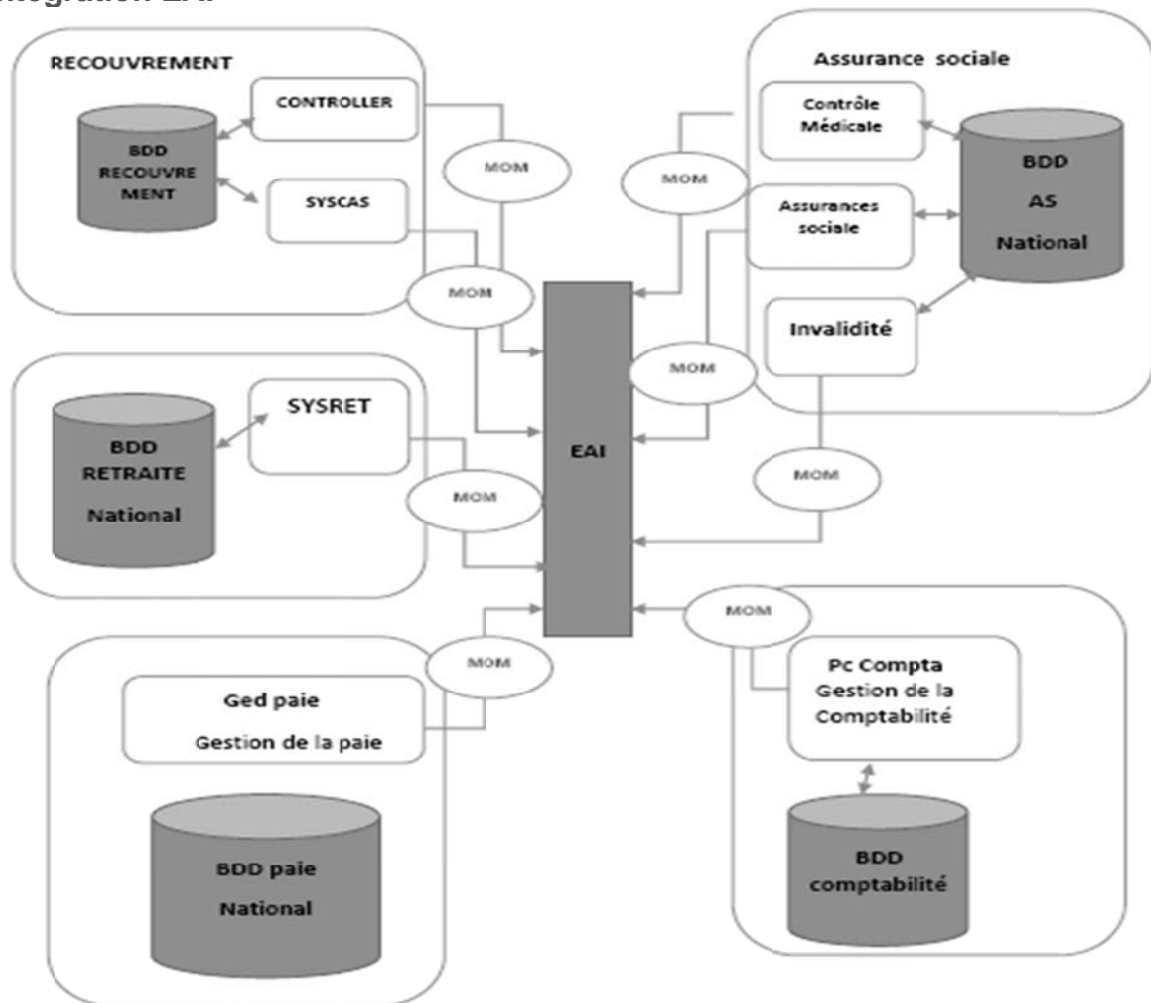 RECOUVREMENT
CONTROLLER
BDD
RECOUVRE
MENT
SYSCAS
MOM
MOM
Assurance sociale
Contrôle
Médicale
BDD
AS
National
Assurances
sociale
Invalidité
MOM
MOM
MOM
EAI
SYSRET
BDD
RETRAITE
National
MOM
Ged paie
Gestion de la paie
MOM
BDD paie
National
MOM
Pc Compta
Gestion de la
Comptabilité
BDD
comptabilité